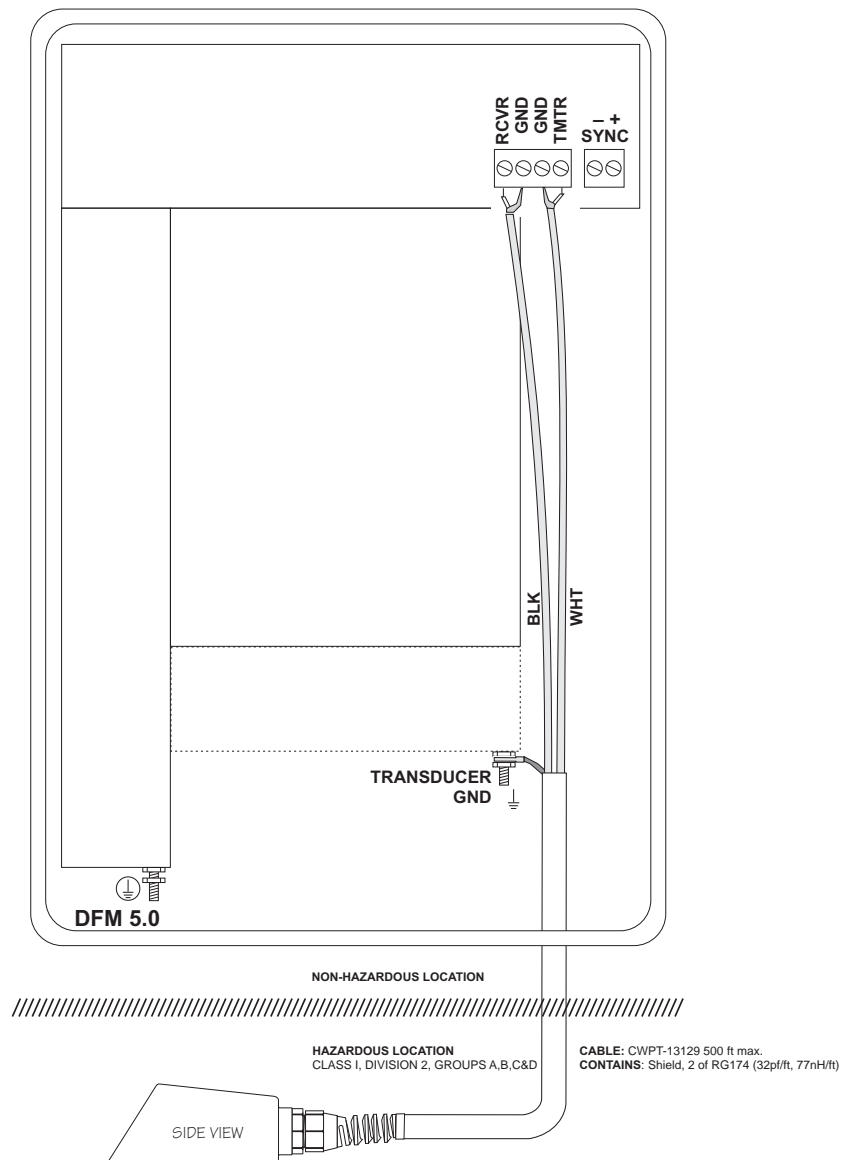 RCVR
GND
GND
TMTR
– +
SYNC
BLK
WHT
TRANSDUCER
GND
DFM 5.0
NON-HAZARDOUS LOCATION
HAZARDOUS LOCATION
CLASS I, DIVISION 2, GROUPS A,B,C&D
CABLE: CWPT-13129 500 ft max.
CONTAINS: Shield, 2 of RG174 (32pf/ft, 77nH/ft)
SIDE VIEW